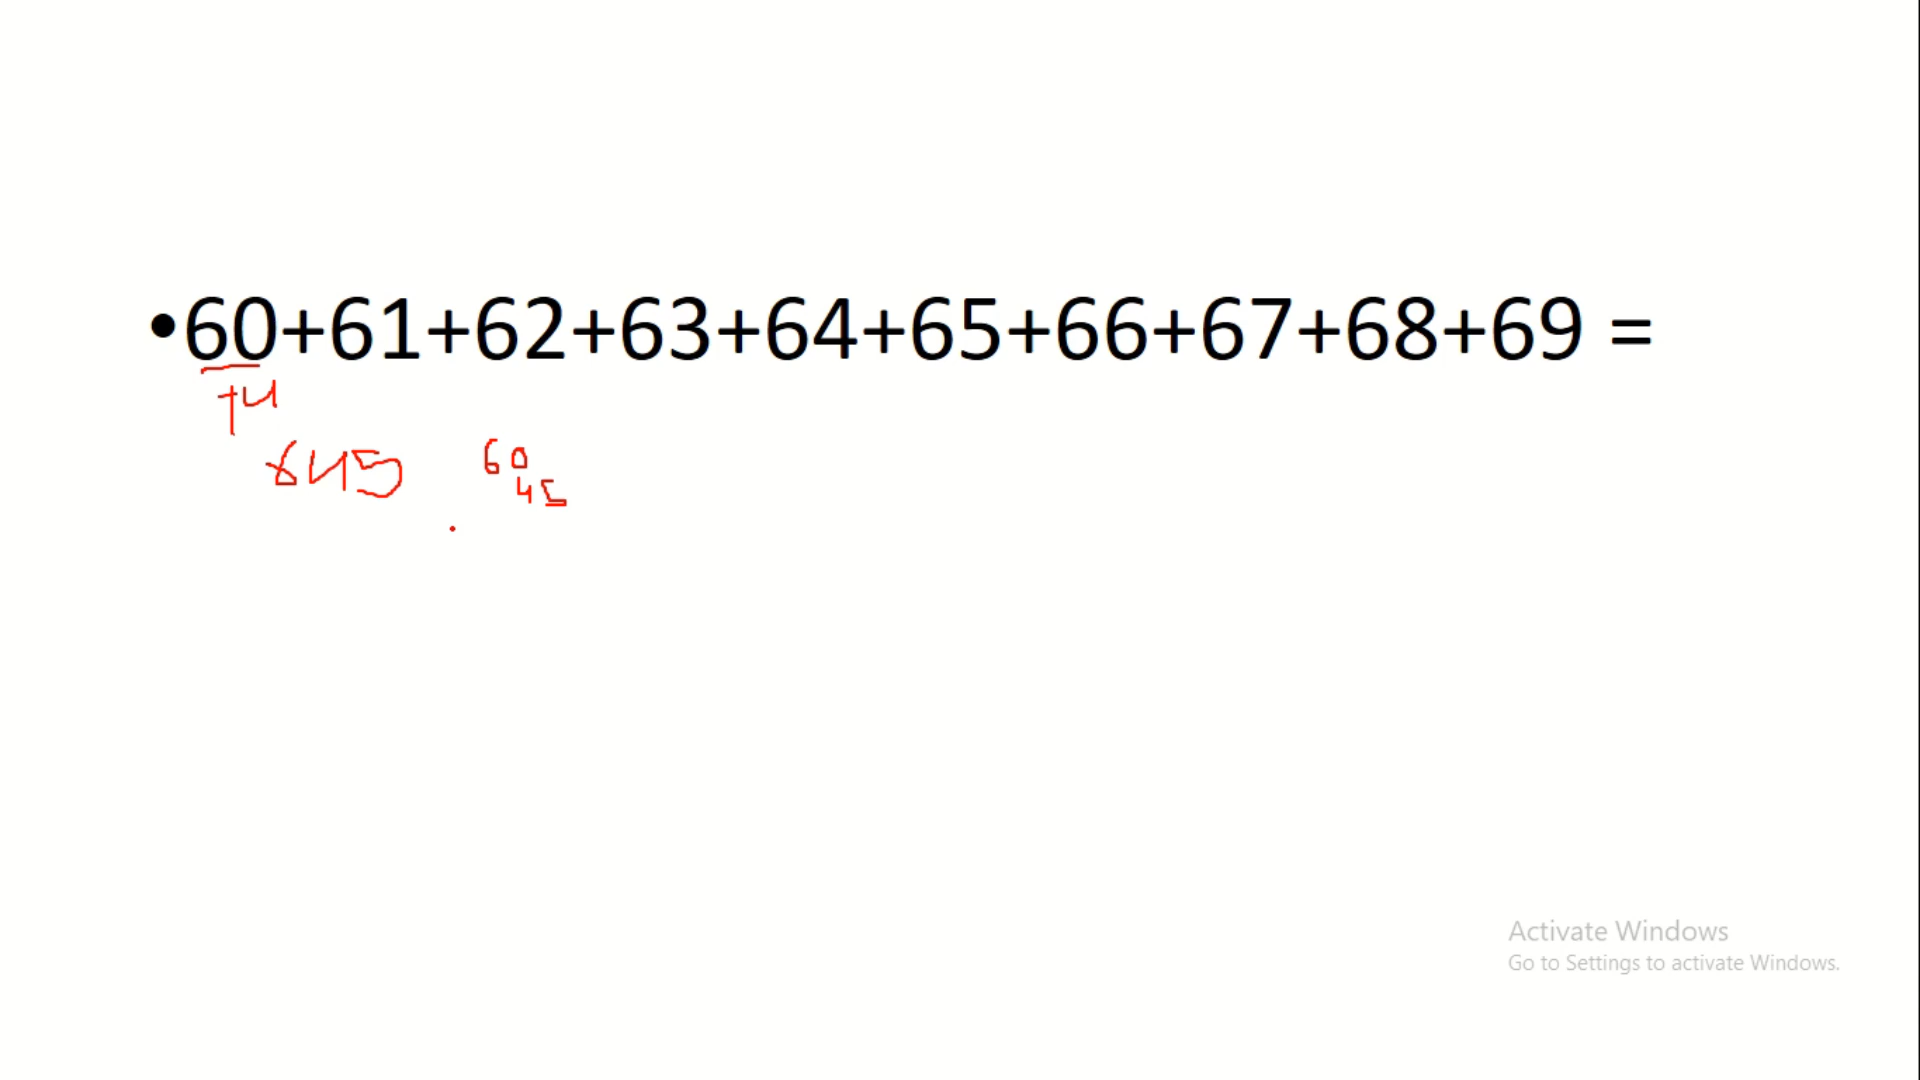 •60+61+62+63+64+65+66+67+68+69 =
+4
645
60
45
Activate Windows
Go to Settings to activate Windows.